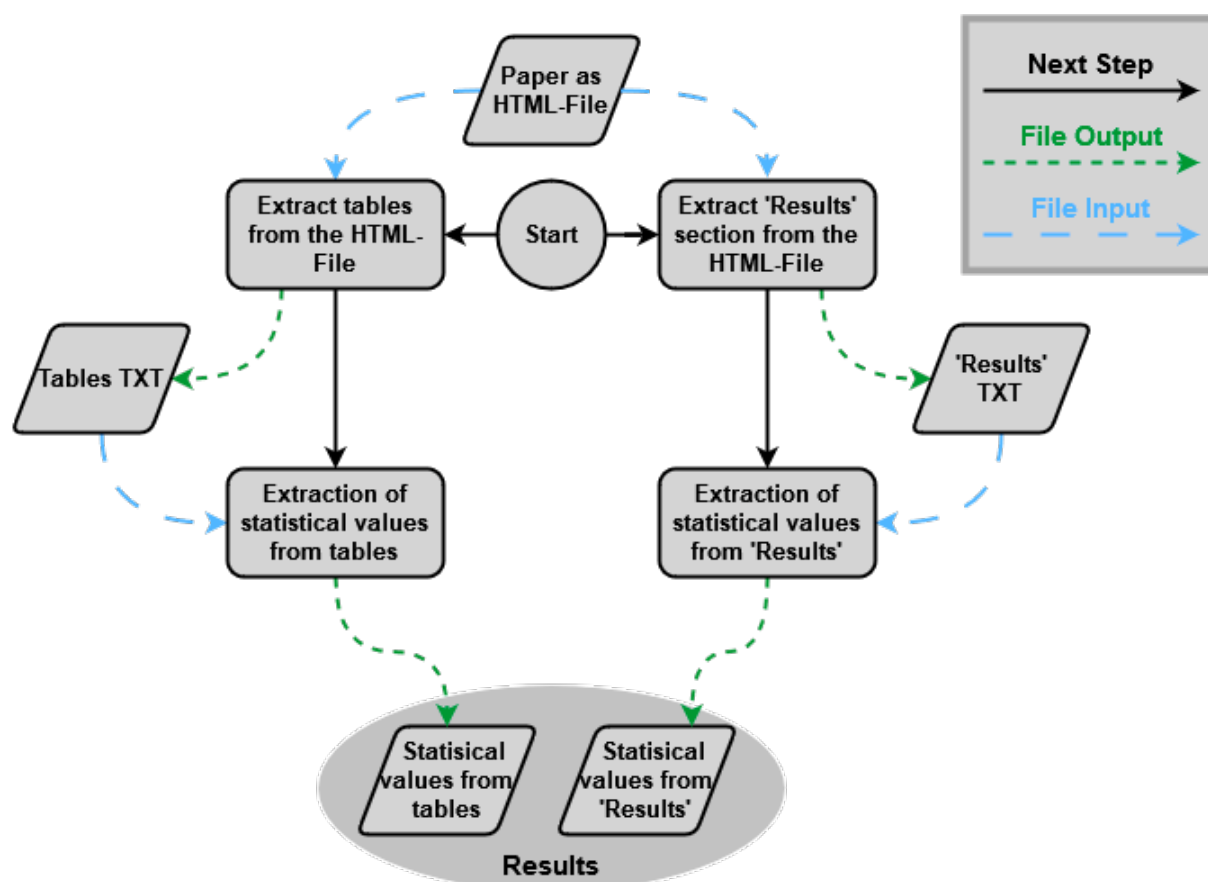 Paper as
HTML-File
Next Step
File Output
File Input
Extract tables
from the HTML-
File
Start
Extract 'Results'
section from the
HTML-File
Tables TXT
'Results'
TXT
Extraction of
statistical values
from tables
Extraction of
statistical values
from 'Results'
Statisical
values from
tables
Statisical
values from
'Results'
Results